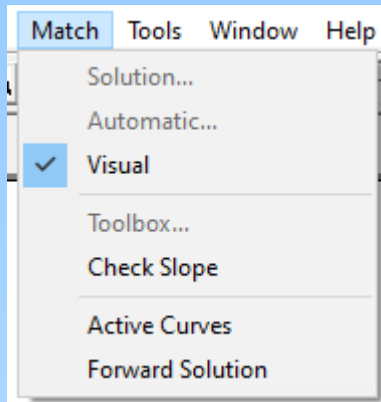 Match Tools Window Help
Solution...
Automatic...
Visual
Toolbox...
Check Slope
Active Curves
Forward Solution